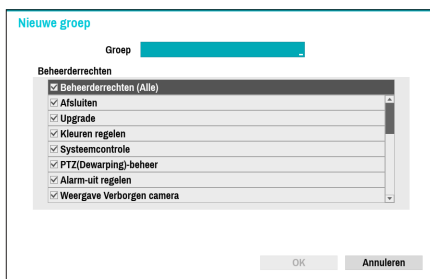 Nieuwe groep
Groep
Beheerderrechten
Beheerderrechten (Alle)
Afsluiten
Upgrade
Kleuren regelen
Systeemcontrole
PTZ(Dewarping)-beheer
Alarm-uit regelen
Weergave Verborgen camera
OK Annuleren